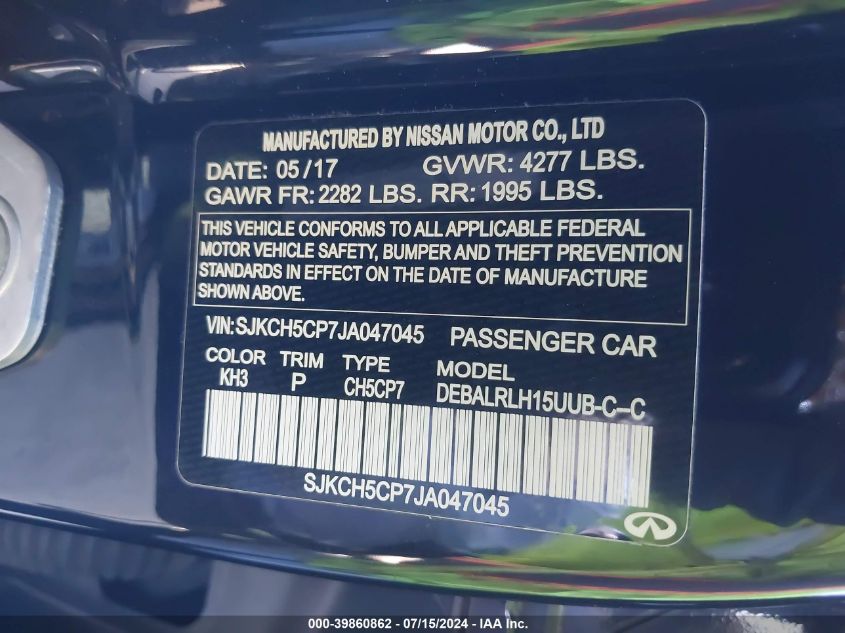 MANUFACTURED BY NISSAN MOTOR CO., LTD
DATE: 05/17 GVWR: 4277 LBS.
GAWR FR: 2282 LBS. RR: 1995 LBS.
THIS VEHICLE CONFORMS TO ALL APPLICABLE FEDERAL
MOTOR VEHICLE SAFETY, BUMPER AND THEFT PREVENTION
STANDARDS IN EFFECT ON THE DATE OF MANUFACTURE
SHOWN ABOVE.
VIN:SJKCH5CP7JA047045 PASSENGER CAR
COLOR TRIM TYPE MODEL
KH3 P CH5CP7 DEBALRLH15UUB-C-C
SJKCH5CP7JA047045
000-39860862 - 07/15/2024 - IAA Inc.